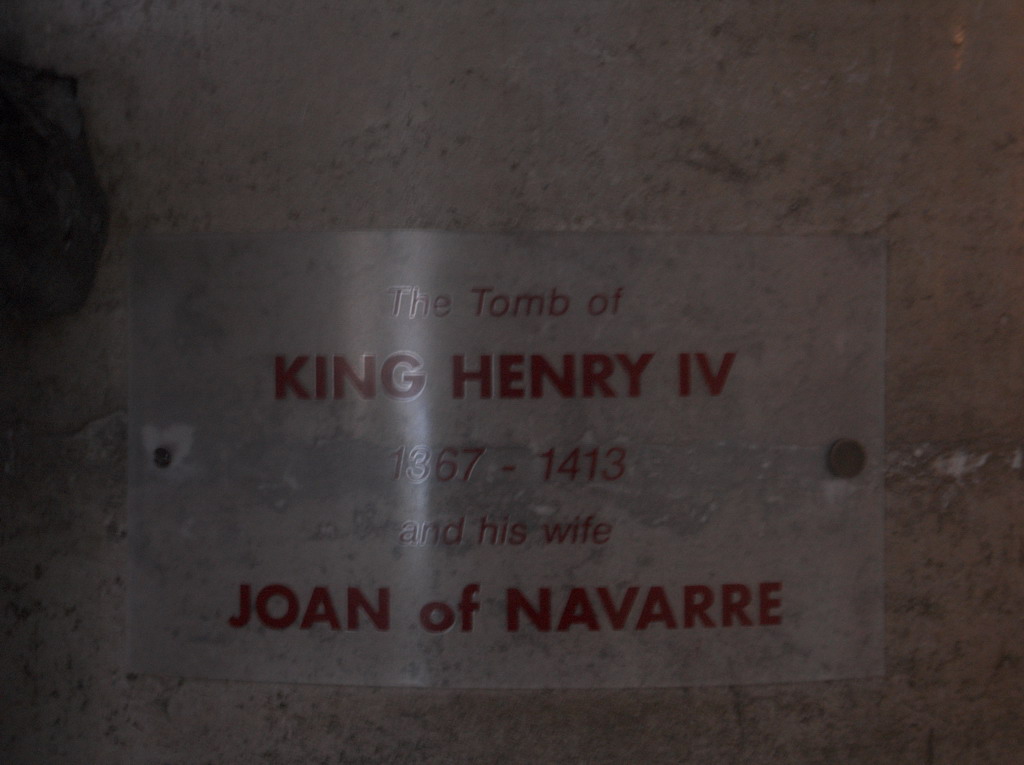 The Tomb of
KING HENRY IV
1367 - 1413
and his wife
JOAN of NAVARRE